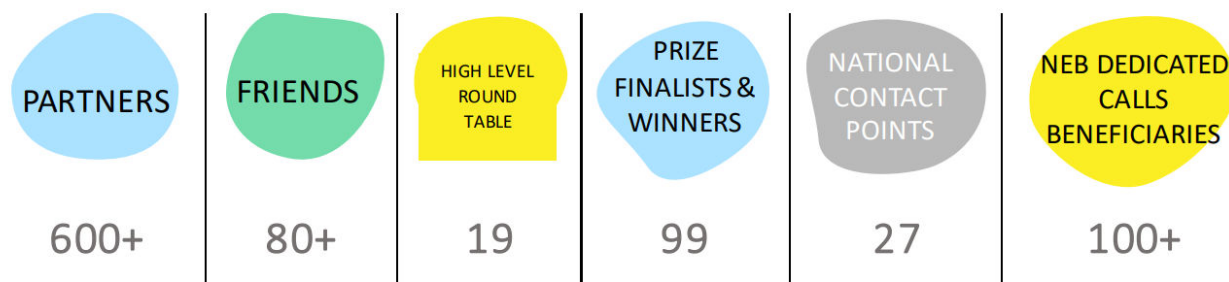 PARTNERS
600+
FRIENDS
80+
HIGH LEVEL
ROUND
TABLE
19
PRIZE
FINALISTS &
WINNERS
99
NATIONAL
CONTACT
POINTS
27
NEB DEDICATED
CALLS
BENEFICIARIES
100+